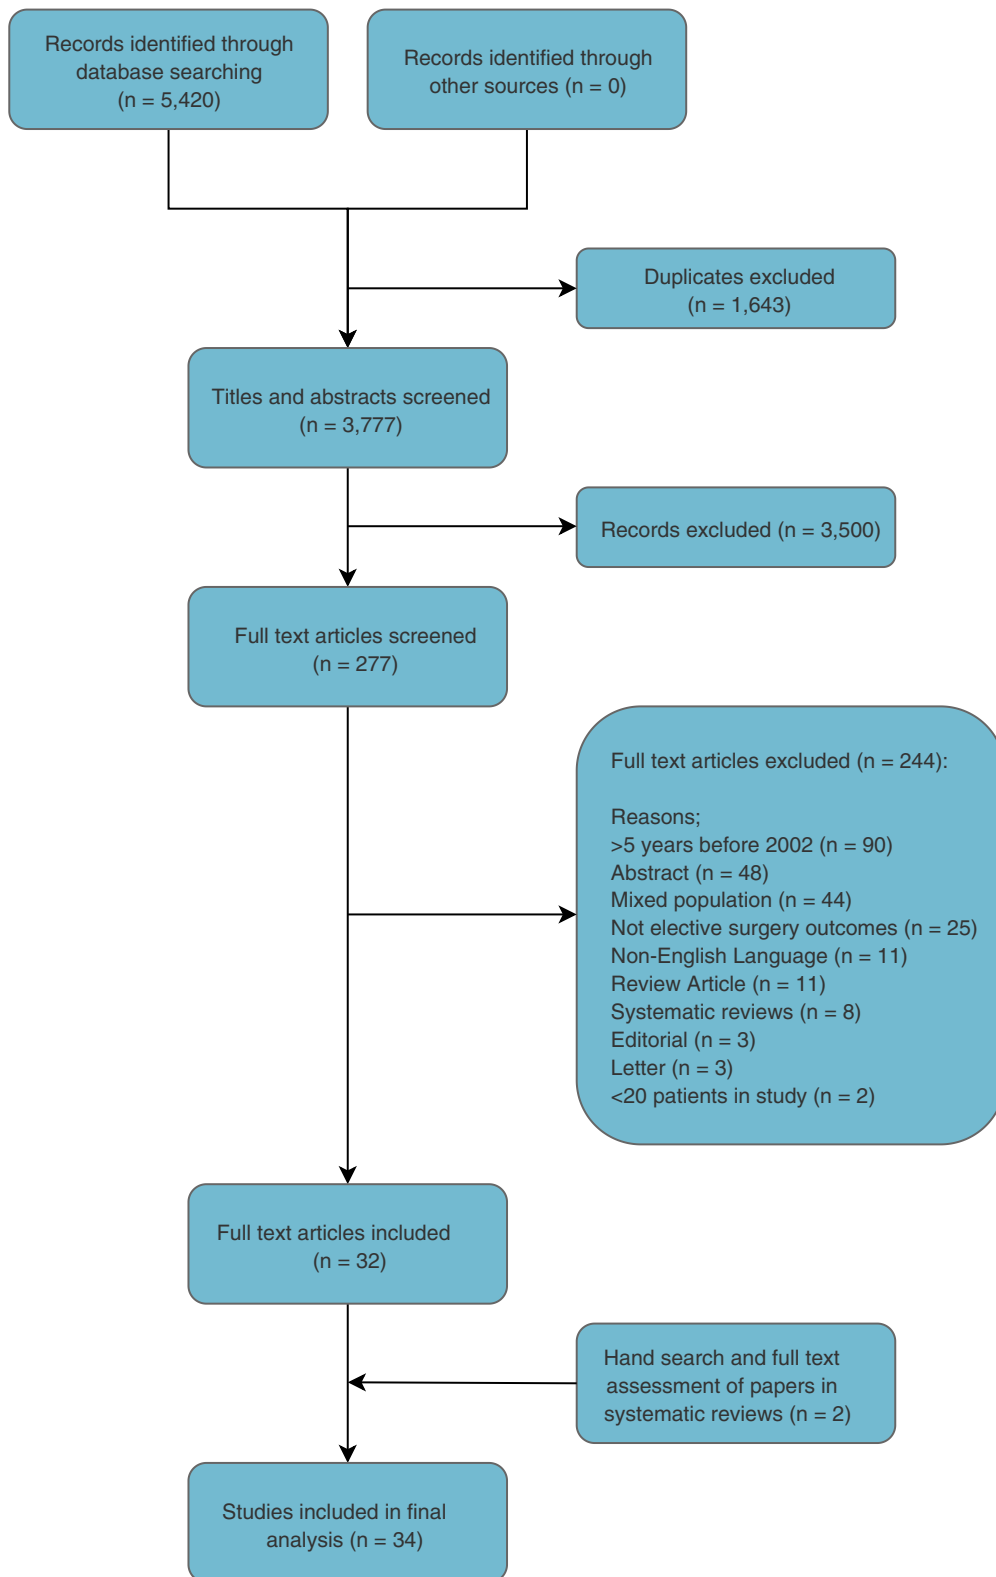 Records identified through
database searching
(n = 5,420)
Records identified through
other sources (n = 0)
Duplicates excluded
(n = 1,643)
Titles and abstracts screened
(n = 3,777)
Records excluded (n = 3,500)
Full text articles screened
(n = 277)
Full text articles excluded (n = 244):
Reasons;
>5 years before 2002 (n = 90)
Abstract (n = 48)
Mixed population (n = 44)
Not elective surgery outcomes (n = 25)
Non-English Language (n = 11)
Review Article (n = 11)
Systematic reviews (n = 8)
Editorial (n = 3)
Letter (n = 3)
<20 patients in study (n = 2)
Full text articles included
(n = 32)
Hand search and full text
assessment of papers in
systematic reviews (n = 2)
Studies included in final
analysis (n = 34)